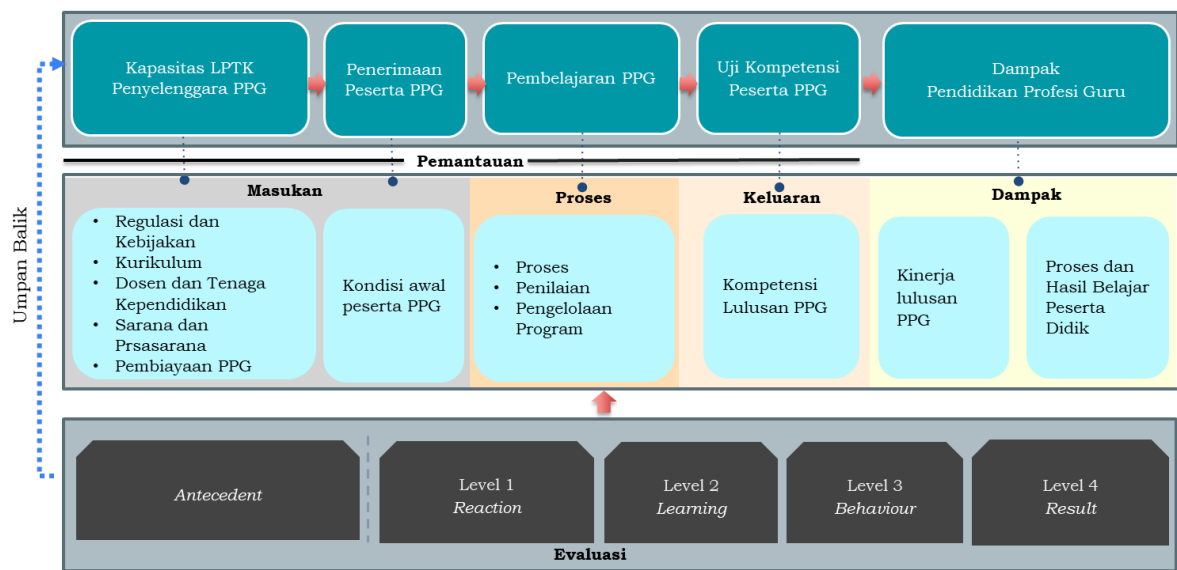 Kapasitas LPTK
Penyelenggara PPG
Penerimaan
Peserta PPG
Pembelajaran PPG
Uji Kompetensi
Peserta PPG
Dampak
Pendidikan Profesi Guru
Pemantauan
Umpan Balik
Masukan
• Regulasi dan
Kebijakan
• Kurikulum
• Dosen dan Tenaga
Kependidikan
• Sarana dan
Prsasarana
• Pembiayaan PPG
Kondisi awal
peserta PPG
Proses
• Proses
• Penilaian
• Pengelolaan
Program
Keluaran
Kompetensi
Lulusan PPG
Dampak
Kinerja
lulusan
PPG
Proses dan
Hasil Belajar
Peserta
Didik
Antecedent
Level 1
Reaction
Level 2
Learning
Level 3
Behaviour
Level 4
Result
Evaluasi